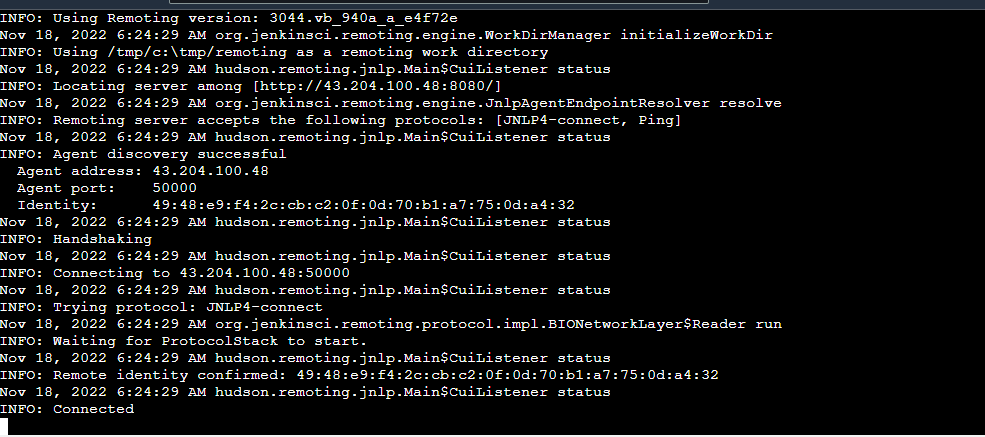 INFO: Using Remoting version: 3044.vb_940a_a_e4f72e
Nov 18, 2022 6:24:29 AM org.jenkinsci.remoting.engine.WorkDirManager initializeWorkDir
INFO: Using /tmp/c:\tmp/remoting as a remoting work directory
Nov 18, 2022 6:24:29 AM hudson.remoting.jnlp.Main$CuiListener status
INFO: Locating server among [http://43.204.100.48:8080/]
Nov 18, 2022 6:24:29 AM org.jenkinsci.remoting.engine.JnlpAgentEndpointResolver resolve
INFO: Remoting server accepts the following protocols: [JNLP4-connect, Ping]
Nov 18, 2022 6:24:29 AM hudson.remoting.jnlp.Main$CuiListener status
INFO: Agent discovery successful
  Agent address: 43.204.100.48
  Agent port:    50000
  Identity:      49:48:e9:f4:2c:cb:c2:0f:0d:70:b1:a7:75:0d:a4:32
Nov 18, 2022 6:24:29 AM hudson.remoting.jnlp.Main$CuiListener status
INFO: Handshaking
Nov 18, 2022 6:24:29 AM hudson.remoting.jnlp.Main$CuiListener status
INFO: Connecting to 43.204.100.48:50000
Nov 18, 2022 6:24:29 AM hudson.remoting.jnlp.Main$CuiListener status
INFO: Trying protocol: JNLP4-connect
Nov 18, 2022 6:24:29 AM org.jenkinsci.remoting.protocol.impl.BIONetworkLayer$Reader run
INFO: Waiting for ProtocolStack to start.
Nov 18, 2022 6:24:29 AM hudson.remoting.jnlp.Main$CuiListener status
INFO: Remote identity confirmed: 49:48:e9:f4:2c:cb:c2:0f:0d:70:b1:a7:75:0d:a4:32
Nov 18, 2022 6:24:29 AM hudson.remoting.jnlp.Main$CuiListener status
INFO: Connected